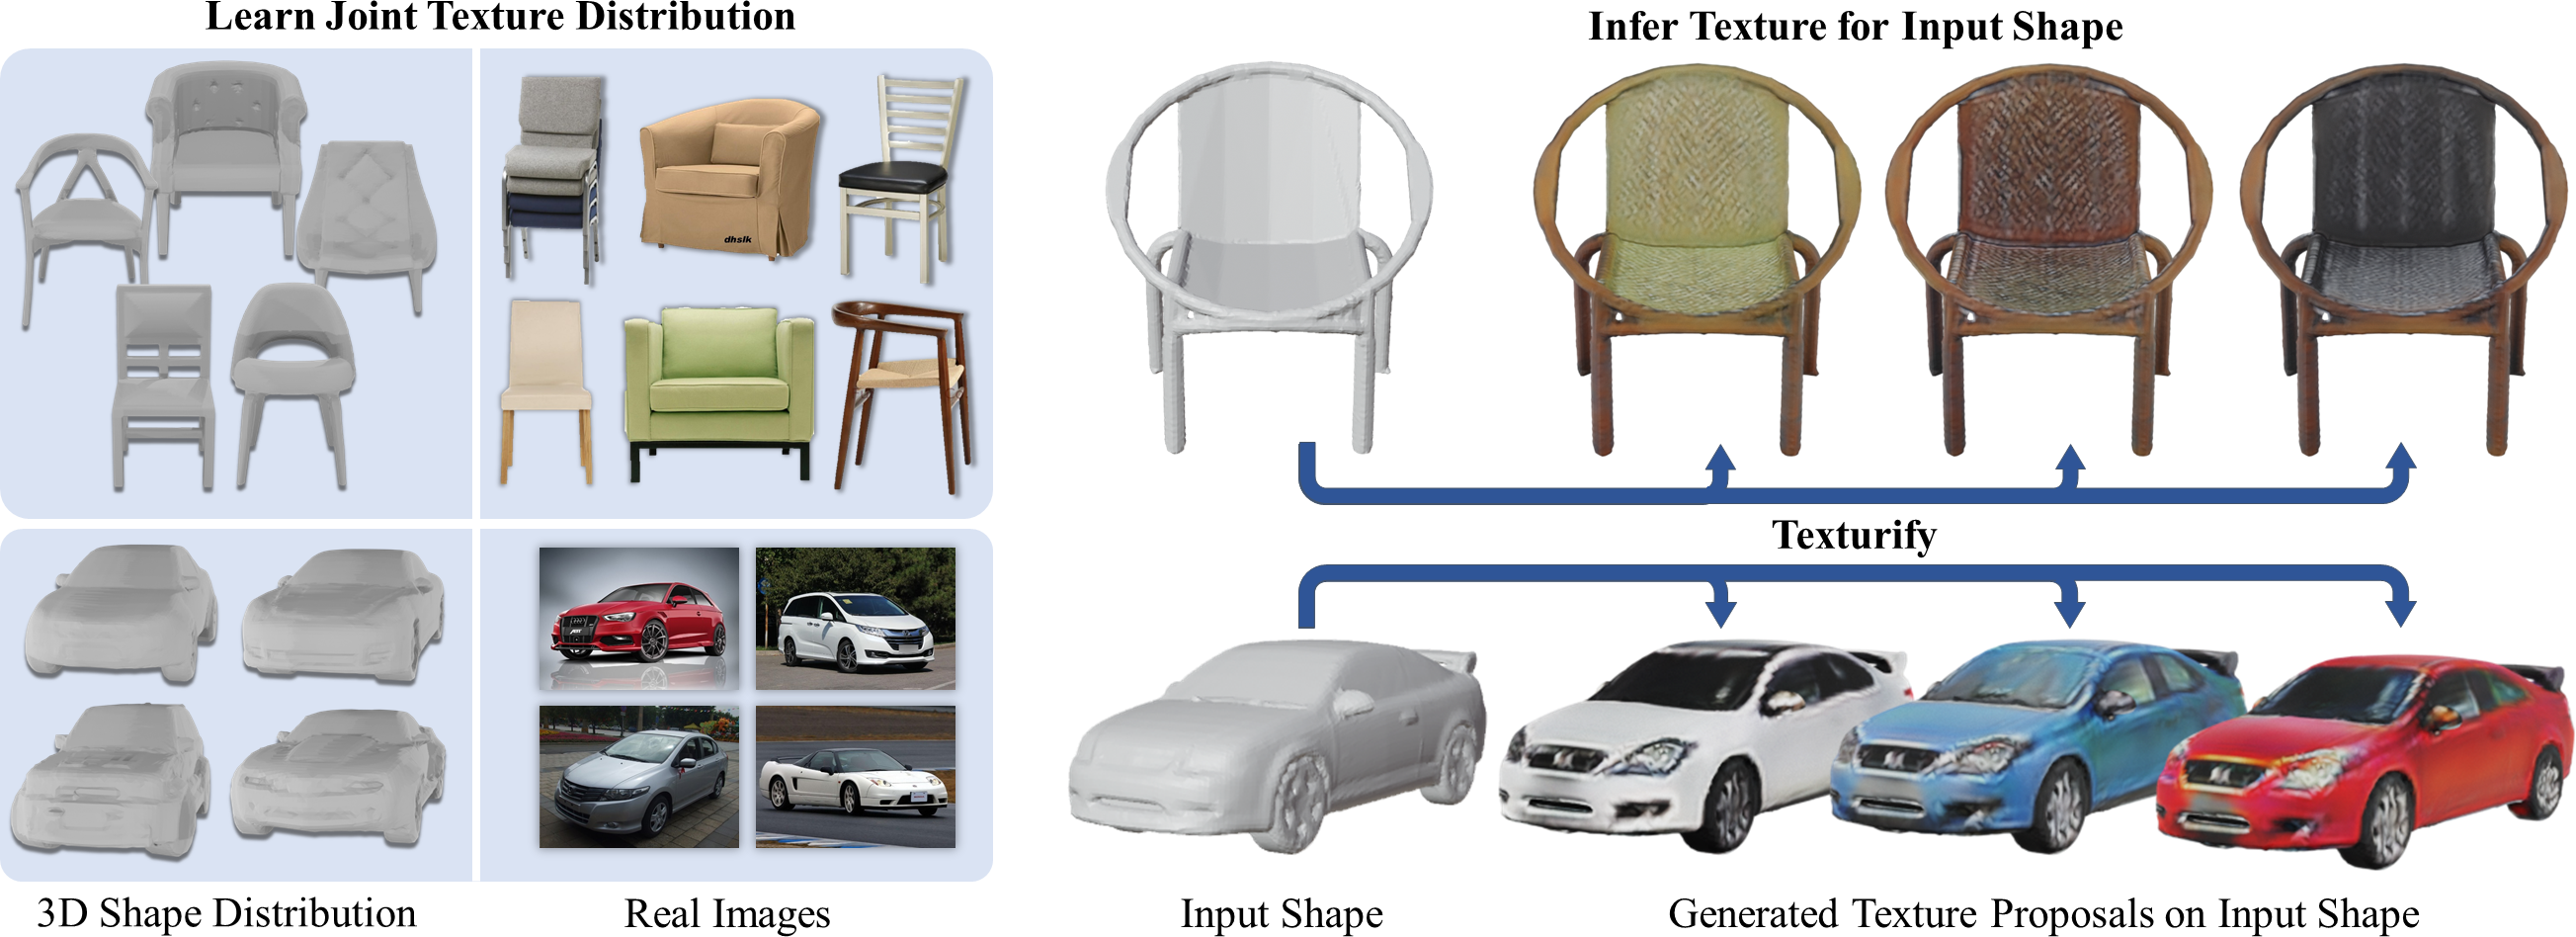 Learn Joint Texture Distribution
Infer Texture for Input Shape
dhsik
Texturify
3D Shape Distribution
Real Images
Input Shape
Generated Texture Proposals on Input Shape